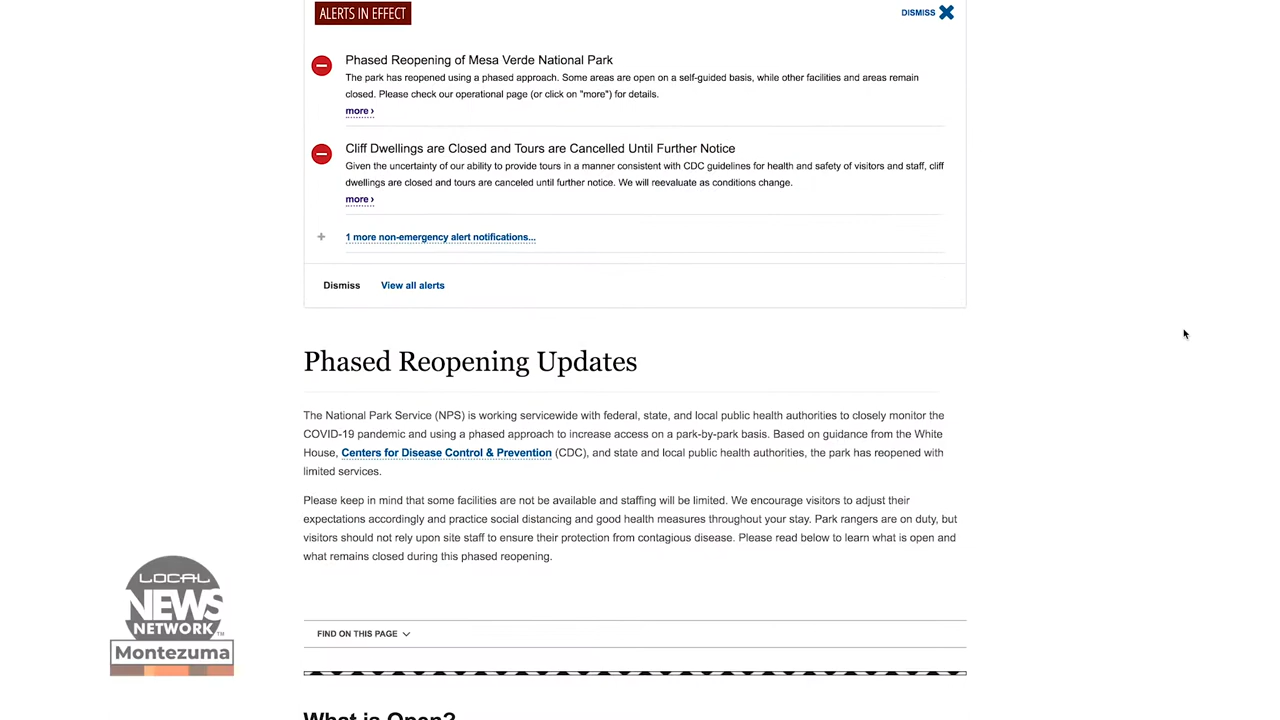 ALERTS IN EFFECT
DISMISS
Phased Reopening of Mesa Verde National Park
The park has reopened using a phased approach. Some areas are open on a self-guided basis, while other facilities and areas remain
closed. Please check our operational page (or click on "more") for details.
more ›
Cliff Dwellings are Closed and Tours are Cancelled Until Further Notice
Given the uncertainty of our ability to provide tours in a manner consistent with CDC guidelines for health and safety of visitors and staff, cliff
dwellings are closed and tours are canceled until further notice. We will reevaluate as conditions change.
more ›
+ 1 more non-emergency alert notifications...
Dismiss View all alerts
Phased Reopening Updates
The National Park Service (NPS) is working servicewide with federal, state, and local public health authorities to closely monitor the
COVID-19 pandemic and using a phased approach to increase access on a park-by-park basis. Based on guidance from the White
House, Centers for Disease Control & Prevention (CDC), and state and local public health authorities, the park has reopened with
limited services.
Please keep in mind that some facilities are not be available and staffing will be limited. We encourage visitors to adjust their
expectations accordingly and practice social distancing and good health measures throughout your stay. Park rangers are on duty, but
visitors should not rely upon site staff to ensure their protection from contagious disease. Please read below to learn what is open and
what remains closed during this phased reopening.
LOCAL
NEWS
NETWORK™
Montezuma
FIND ON THIS PAGE
What is Open?